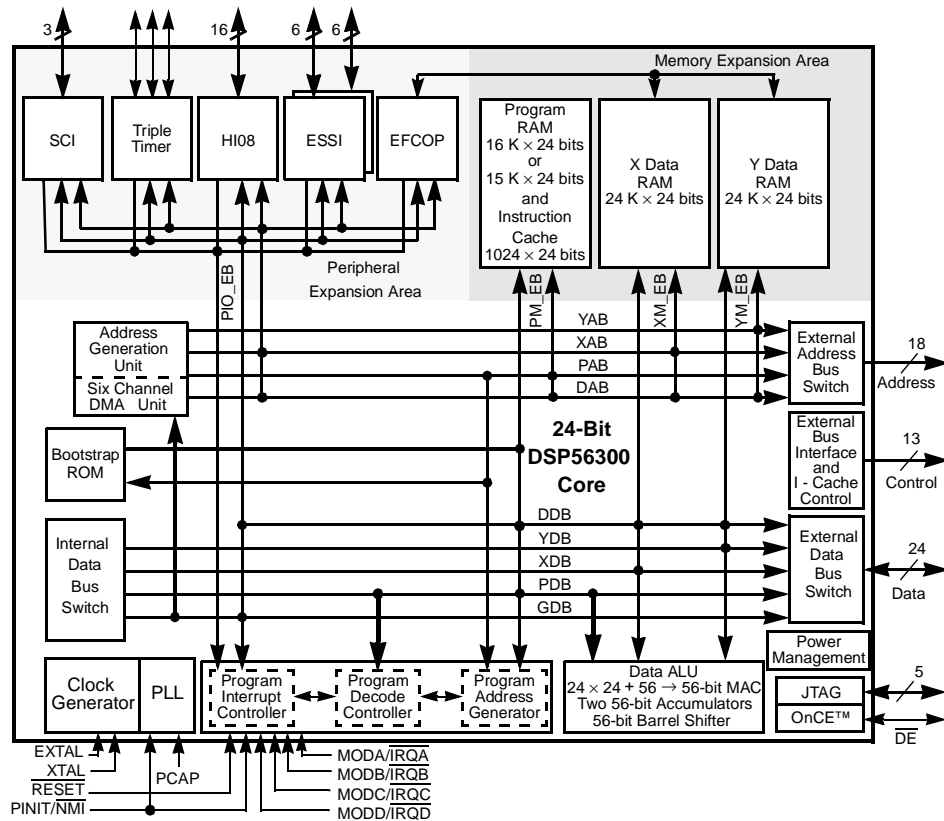 3
16
6
6
Memory Expansion Area
SCI
Triple
Timer
HI08
ESSI
EFCOP
Program
RAM
16 K × 24 bits
or
15 K × 24 bits
and
Instruction
Cache
1024 × 24 bits
X Data
RAM
24 K × 24 bits
Y Data
RAM
24 K × 24 bits
Peripheral
Expansion Area
PIO_EB
PM_EB
XM_EB
YM_EB
Address
Generation
Unit
Six Channel
DMA Unit
YAB
XAB
PAB
DAB
External
Address
Bus
Switch
18
Address
Bootstrap
ROM
24-Bit
DSP56300
Core
External
Bus
Interface
and
I - Cache
Control
13
Control
Internal
Data
Bus
Switch
DDB
YDB
XDB
PDB
GDB
External
Data
Bus
Switch
24
Data
Power
Management
Clock
Generator
PLL
Program
Interrupt
Controller
Program
Decode
Controller
Program
Address
Generator
Data ALU
24 × 24 + 56 → 56-bit MAC
Two 56-bit Accumulators
56-bit Barrel Shifter
JTAG
OnCE™
5
DE
EXTAL
XTAL
RESET
PINIT/NMI
PCAP
MODA/IRQA
MODB/IRQB
MODC/IRQC
MODD/IRQD